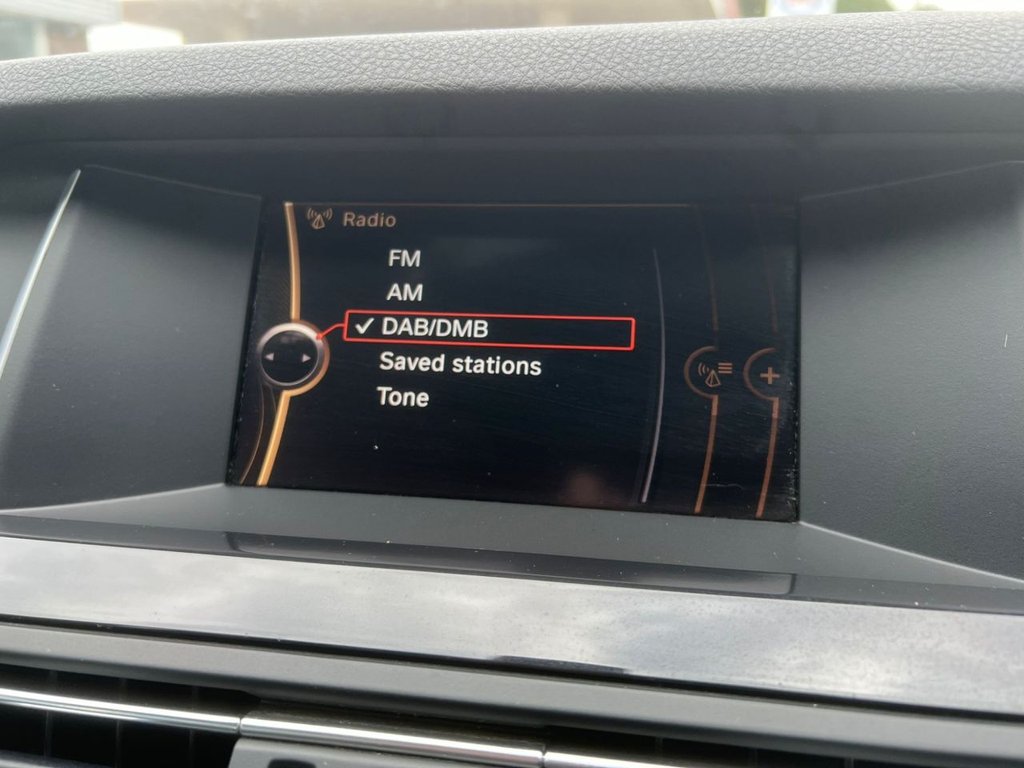 Radio
FM
AM
✓ DAB/DMB
Saved stations
Tone